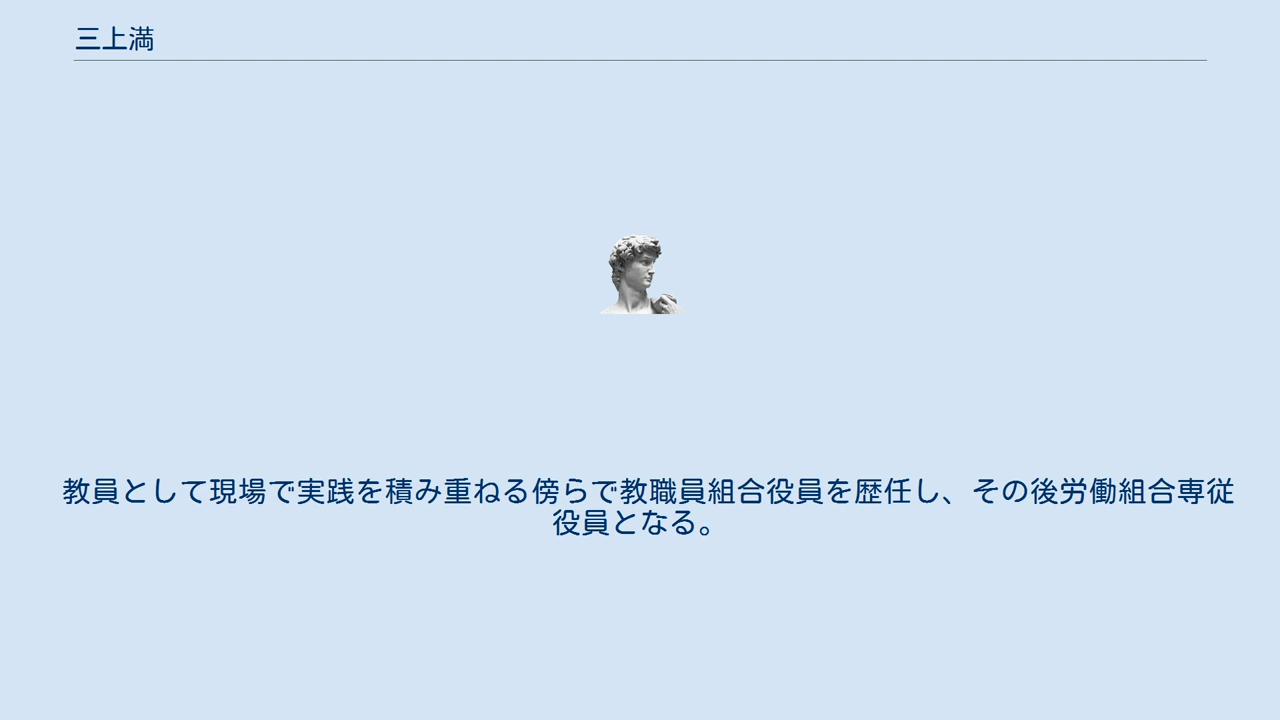 三上満
教員として現場で実践を積み重ねる傍らで教職員組合役員を歴任し、その後労働組合専従
役員となる。